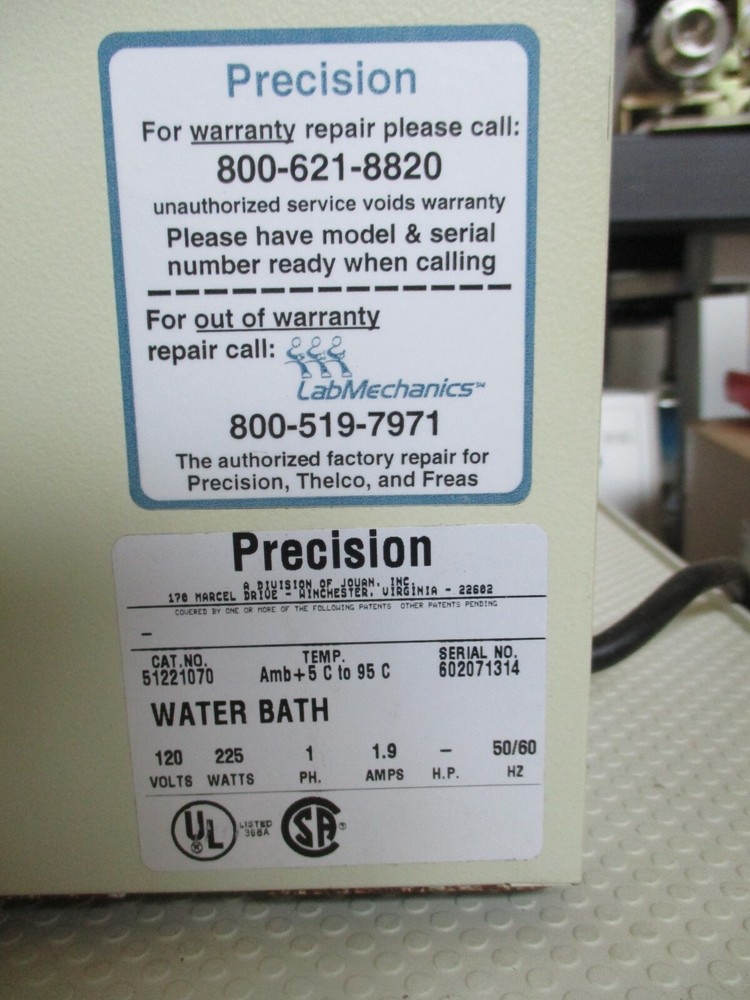 Precision
For warranty repair please call:
800-621-8820
unauthorized service voids warranty
Please have model & serial
number ready when calling
For out of warranty
repair call:
LabMechanics℠
800-519-7971
The authorized factory repair for
Precision, Thelco, and Freas
Precision
A DIVISION OF JOUAN, INC.
170 MARCEL DRIVE - WINCHESTER, VIRGINIA - 22602
COVERED BY ONE OR MORE OF THE FOLLOWING PATENTS OTHER PATENTS PENDING
–
CAT.NO. TEMP. SERIAL NO.
51221070 Amb+5 C to 95 C 602071314
WATER BATH
120 225 1 1.9 – 50/60
VOLTS WATTS PH. AMPS H.P. HZ
UL® LISTED 368A SA®